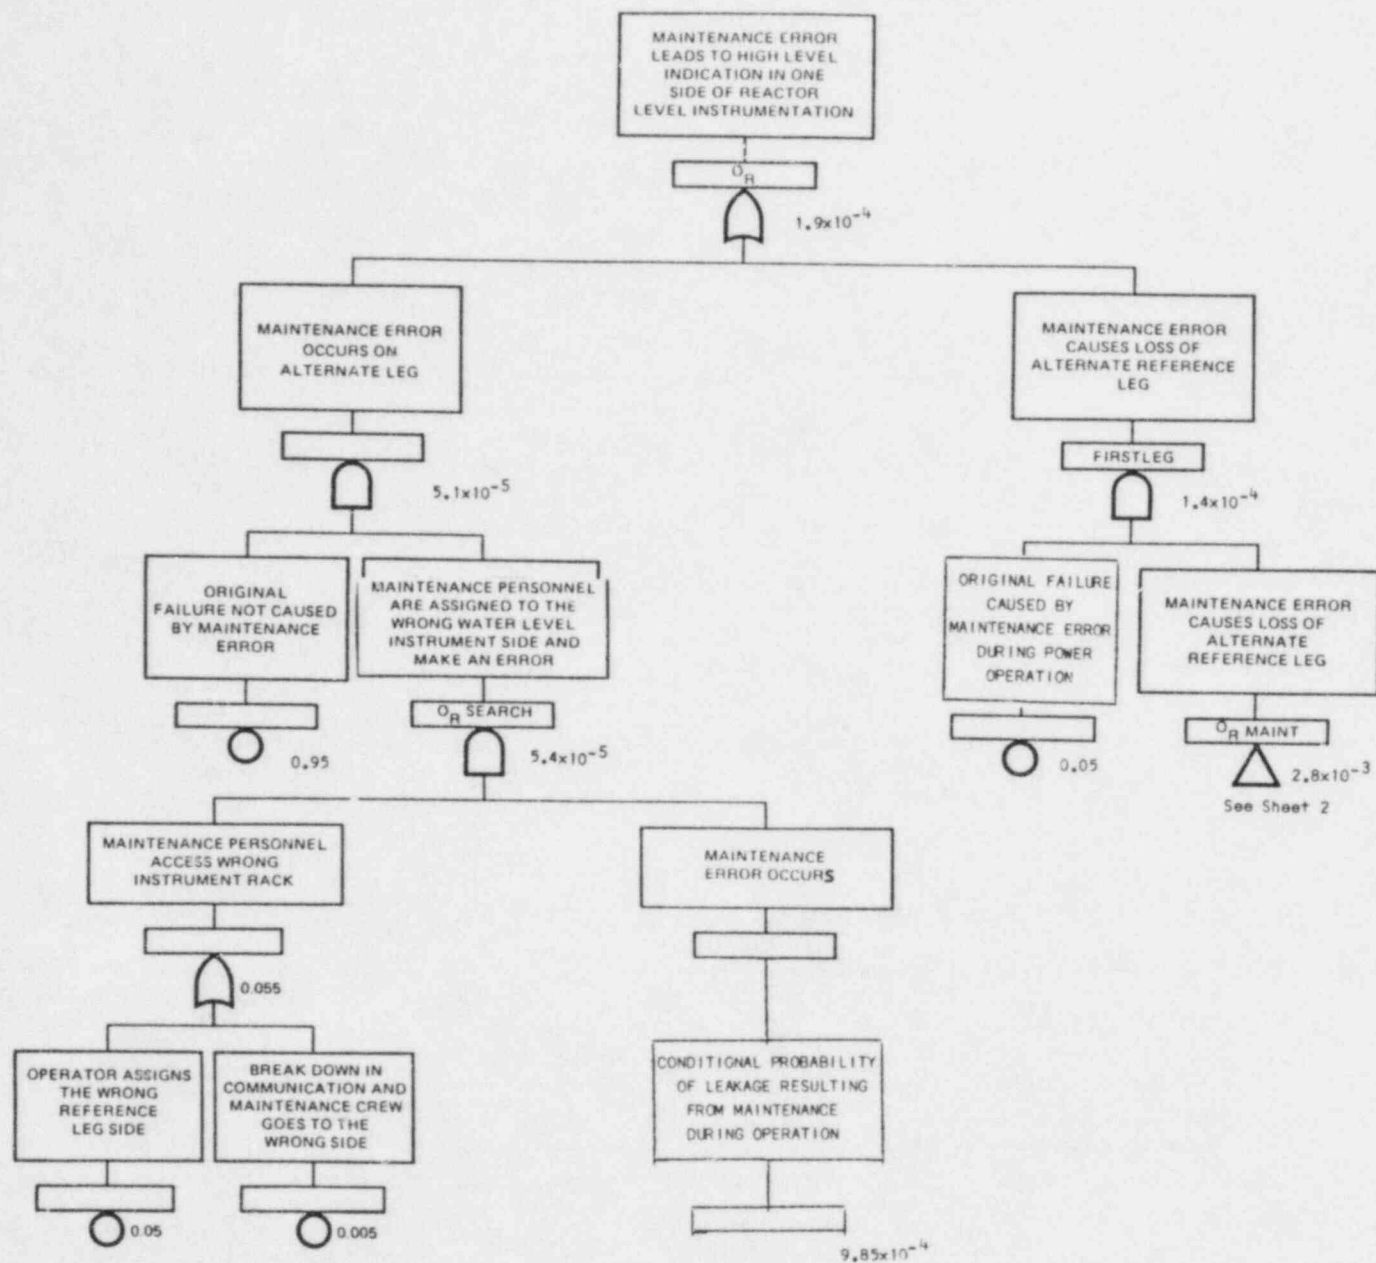 MAINTENANCE ERROR
LEADS TO HIGH LEVEL
INDICATION IN ONE
SIDE OF REACTOR
LEVEL INSTRUMENTATION
O_R
1.9x10^-4
MAINTENANCE ERROR
OCCURS ON
ALTERNATE LEG
5.1x10^-5
MAINTENANCE ERROR
CAUSES LOSS OF
ALTERNATE REFERENCE
LEG
FIRSTLEG
1.4x10^-4
ORIGINAL
FAILURE NOT CAUSED
BY MAINTENANCE
ERROR
0.95
MAINTENANCE PERSONNEL
ARE ASSIGNED TO THE
WRONG WATER LEVEL
INSTRUMENT SIDE AND
MAKE AN ERROR
O_R SEARCH
5.4x10^-5
ORIGINAL FAILURE
CAUSED BY
MAINTENANCE ERROR
DURING POWER
OPERATION
0.05
MAINTENANCE ERROR
CAUSES LOSS OF
ALTERNATE
REFERENCE LEG
O_R MAINT
2.8x10^-3
See Sheet 2
MAINTENANCE PERSONNEL
ACCESS WRONG
INSTRUMENT RACK
0.055
MAINTENANCE
ERROR OCCURS
OPERATOR ASSIGNS
THE WRONG
REFERENCE
LEG SIDE
0.05
BREAK DOWN IN
COMMUNICATION AND
MAINTENANCE CREW
GOES TO THE
WRONG SIDE
0.005
CONDITIONAL PROBABILITY
OF LEAKAGE RESULTING
FROM MAINTENANCE
DURING OPERATION
9.85x10^-4